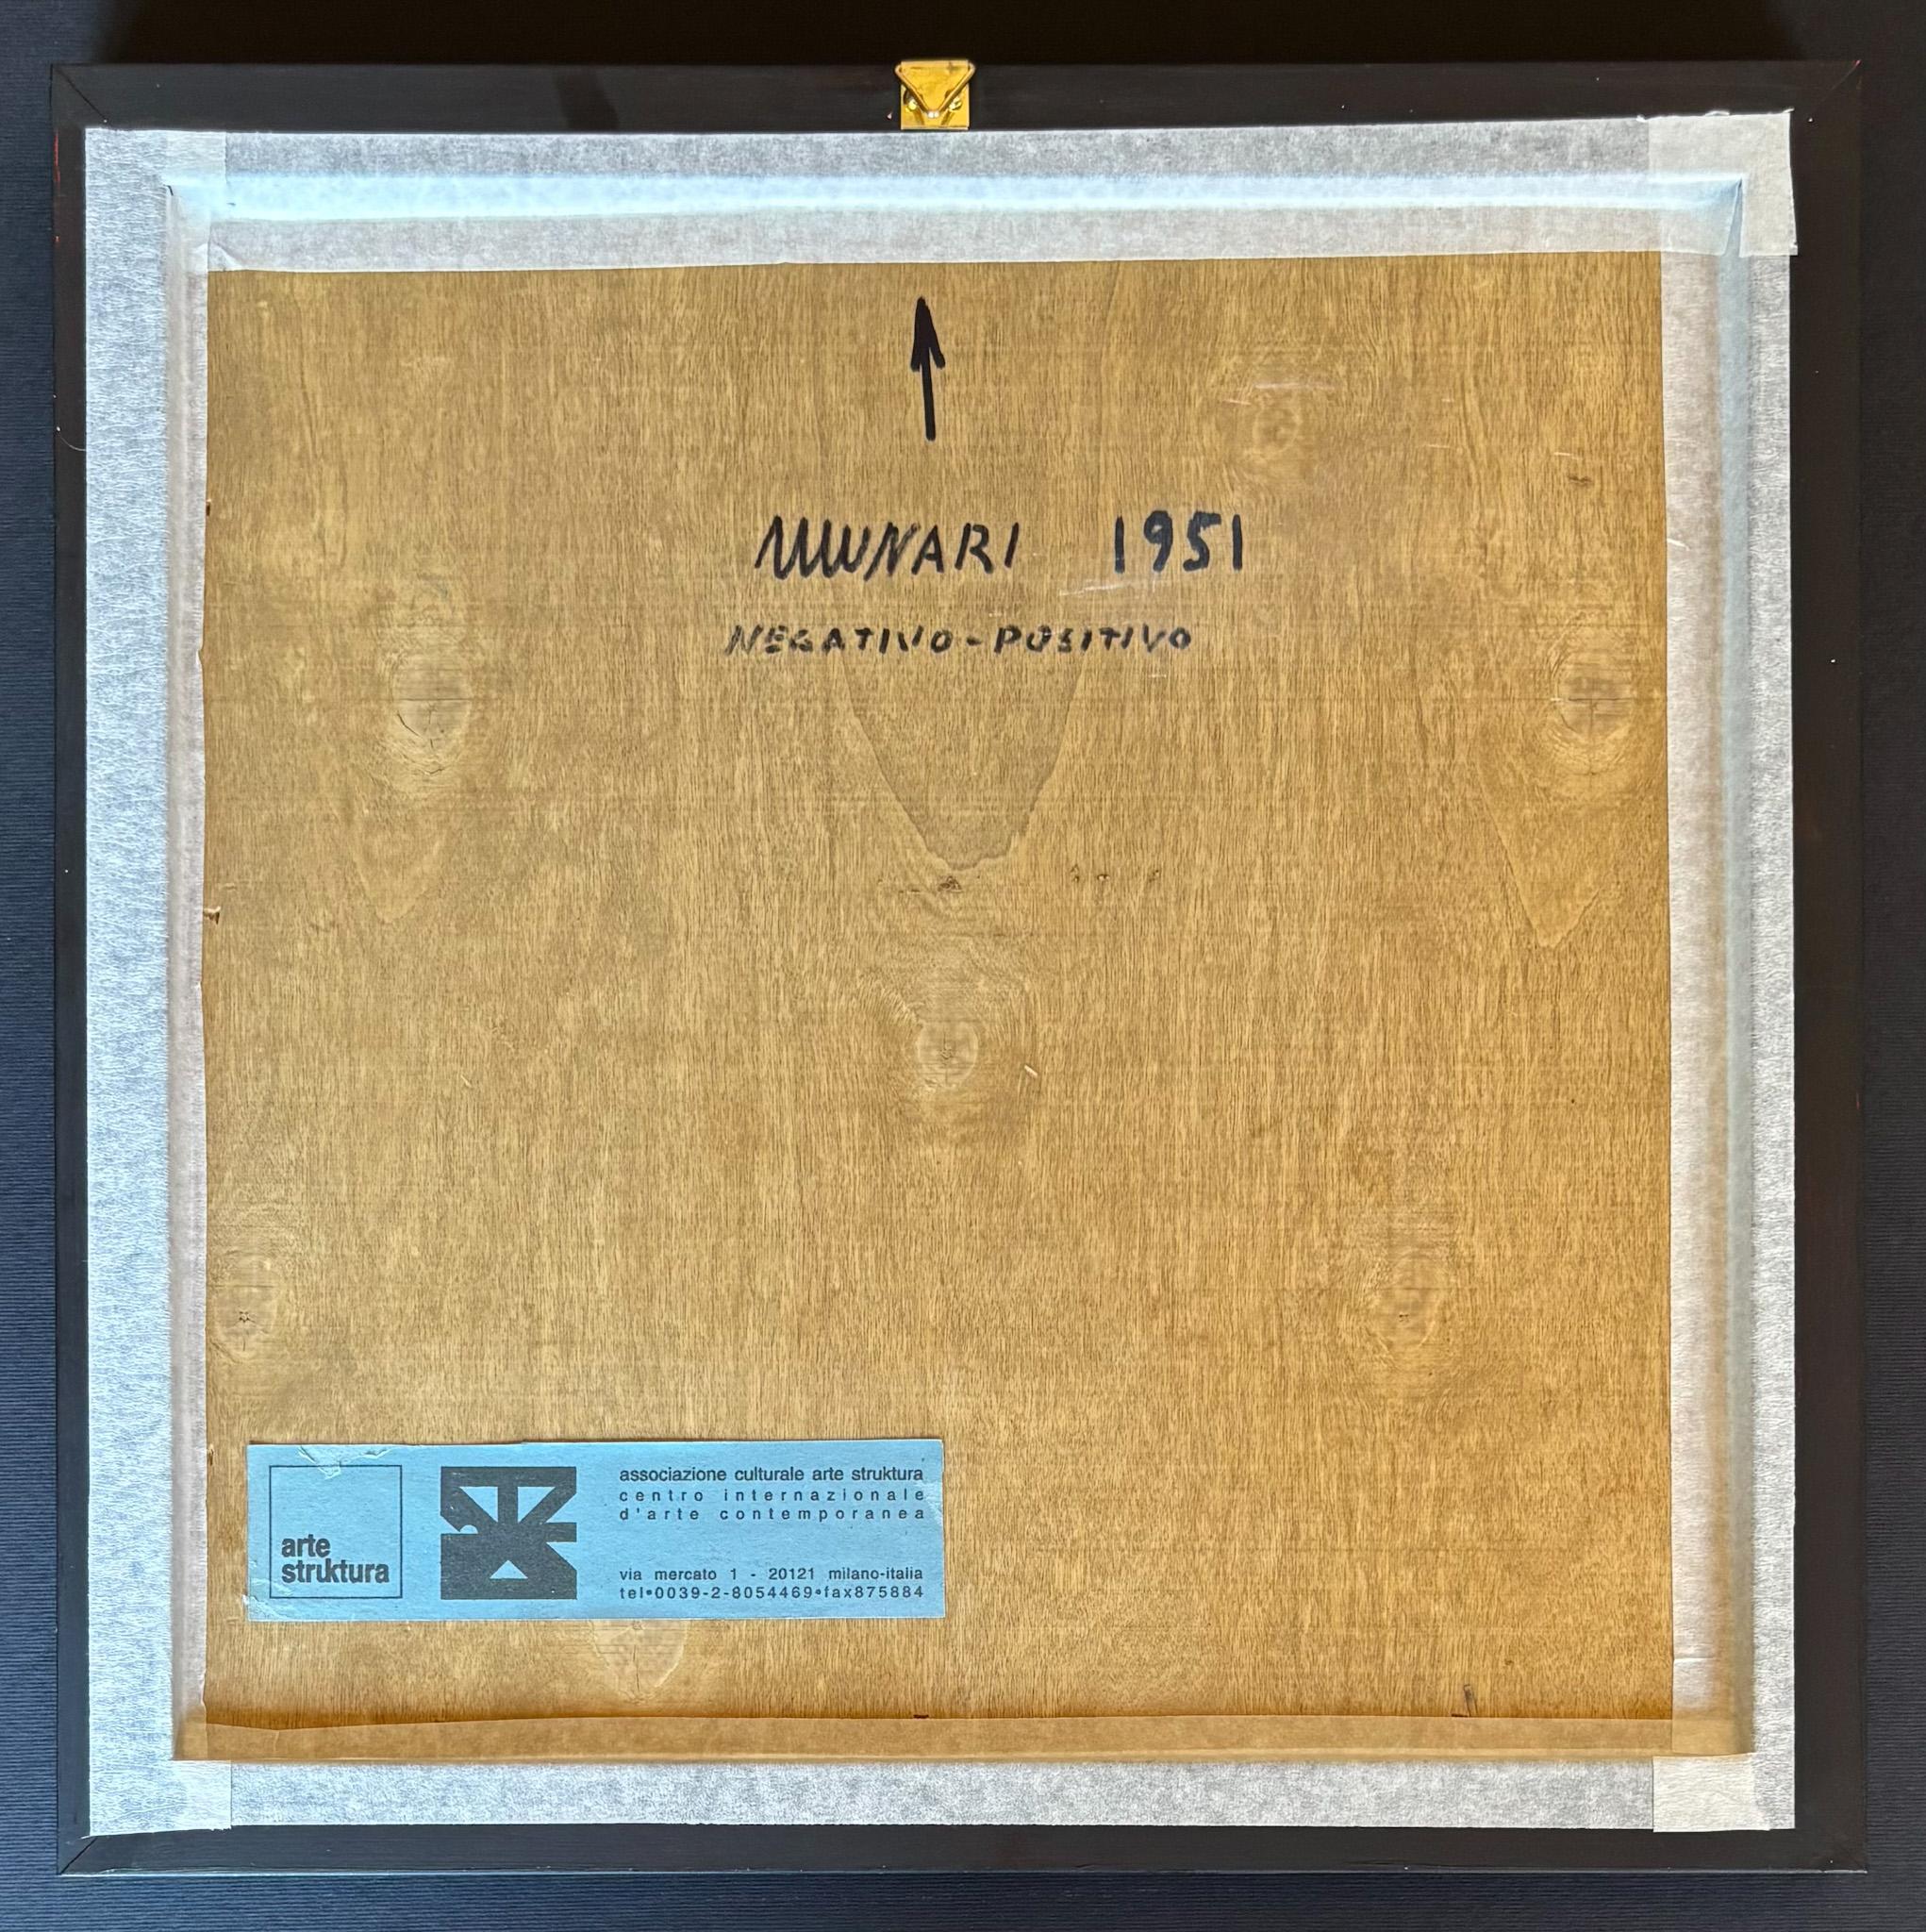 MUNARI 1951
NEGATIVO-POSITIVO
arte
struktura
associazione culturale arte struktura
centro internazionale
d'arte contemporanea
via mercato 1 - 20121 milano-italia
tel•0039-2-8054469•fax875884